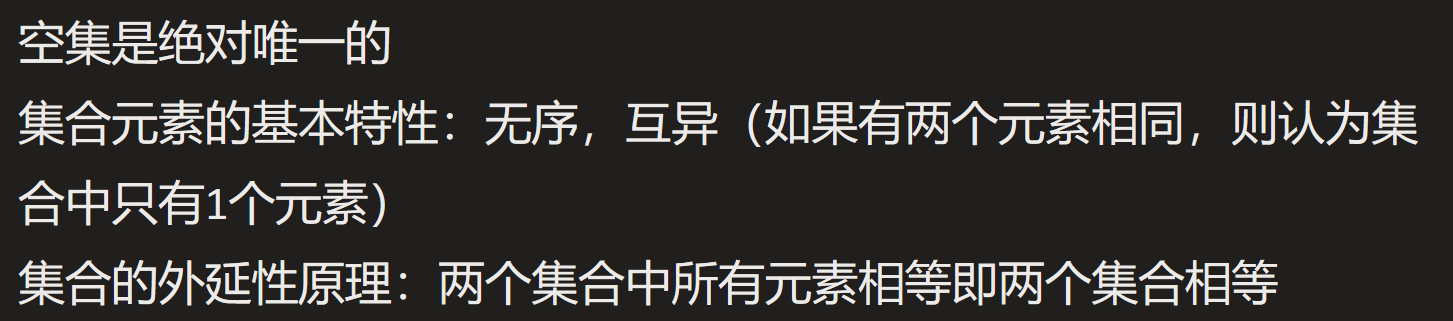 空集是绝对唯一的
集合元素的基本特性：无序，互异（如果有两个元素相同，则认为集
合中只有1个元素）
集合的外延性原理：两个集合中所有元素相等即两个集合相等